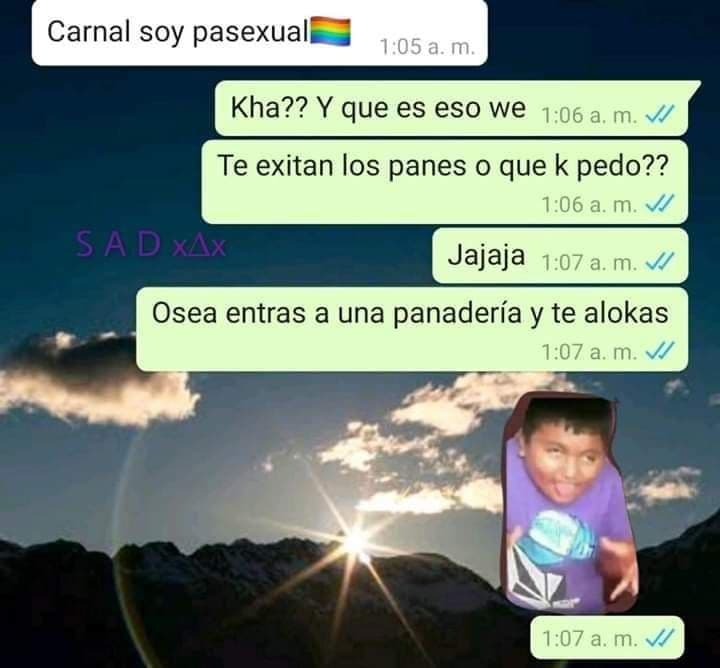 Carnal soy pasexual🏳️‍🌈
1:05 a. m.
Kha?? Y que es eso we
1:06 a. m.
Te exitan los panes o que k pedo??
1:06 a. m.
S A D x∆x
Jajaja
1:07 a. m.
Osea entras a una panadería y te alokas
1:07 a. m.
1:07 a. m.